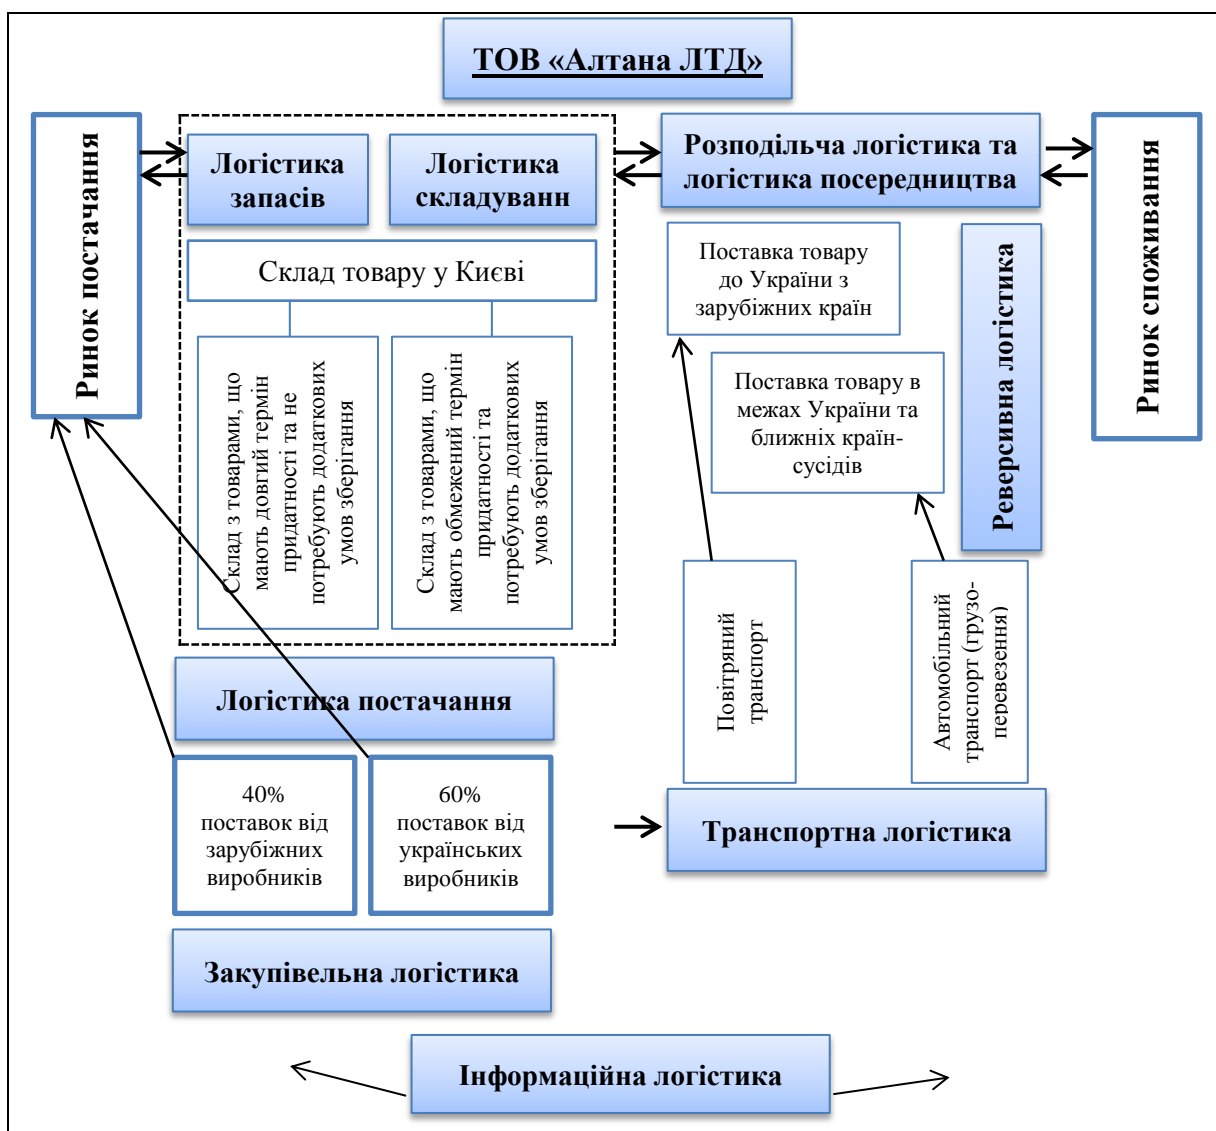 ТОВ «Алтана ЛТД»
Ринок постачання
Логістика
запасів
Логістика
складуванн
Розподільча логістика та
логістика посередництва
Ринок споживання
Склад товару у Києві
Склад з товарами, що
мають довгий термін
придатності та не
потребують додаткових
умов зберігання
Склад з товарами, що
мають обмежений термін
придатності та
потребують додаткових
умов зберігання
Поставка товару
до України з
зарубіжних країн
Поставка товару в
межах України та
ближніх країн-
сусідів
Реверсивна логістика
Повітряний
транспорт
Автомобільний
транспорт (грузо-
перевезення)
Логістика постачання
40%
поставок від
зарубіжних
виробників
60%
поставок від
українських
виробників
Транспортна логістика
Закупівельна логістика
Інформаційна логістика